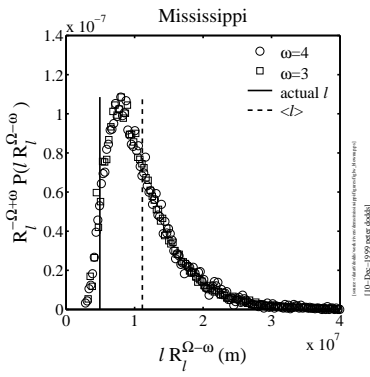 Mississippi
x 10⁻⁷
1.4
1.2
1
0.8
0.6
0.4
0.2
0
0 1 2 3 4
x 10⁷
ω=4
ω=3
actual l
<l>
R_l^{-Ω+ω} P(l R_l^{Ω-ω})
l R_l^{Ω-ω} (m)
[10-Dec-1999 peter dodds]